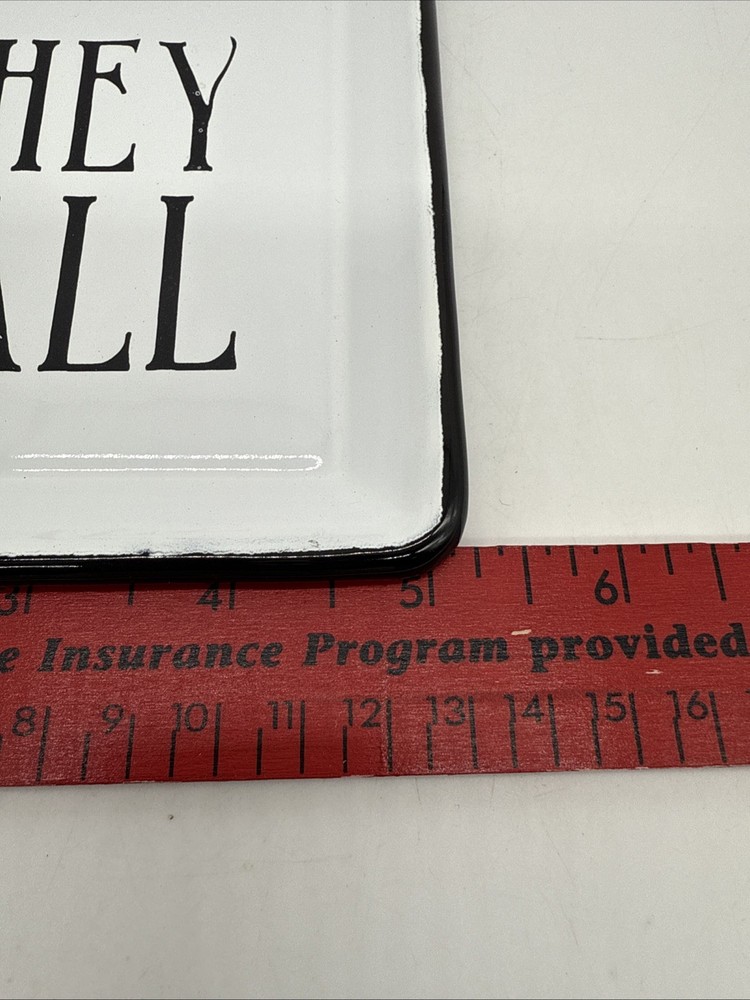 HEY
ALL
3 4 5 6
e Insurance Program provided
8 9 10 11 12 13 14 15 16